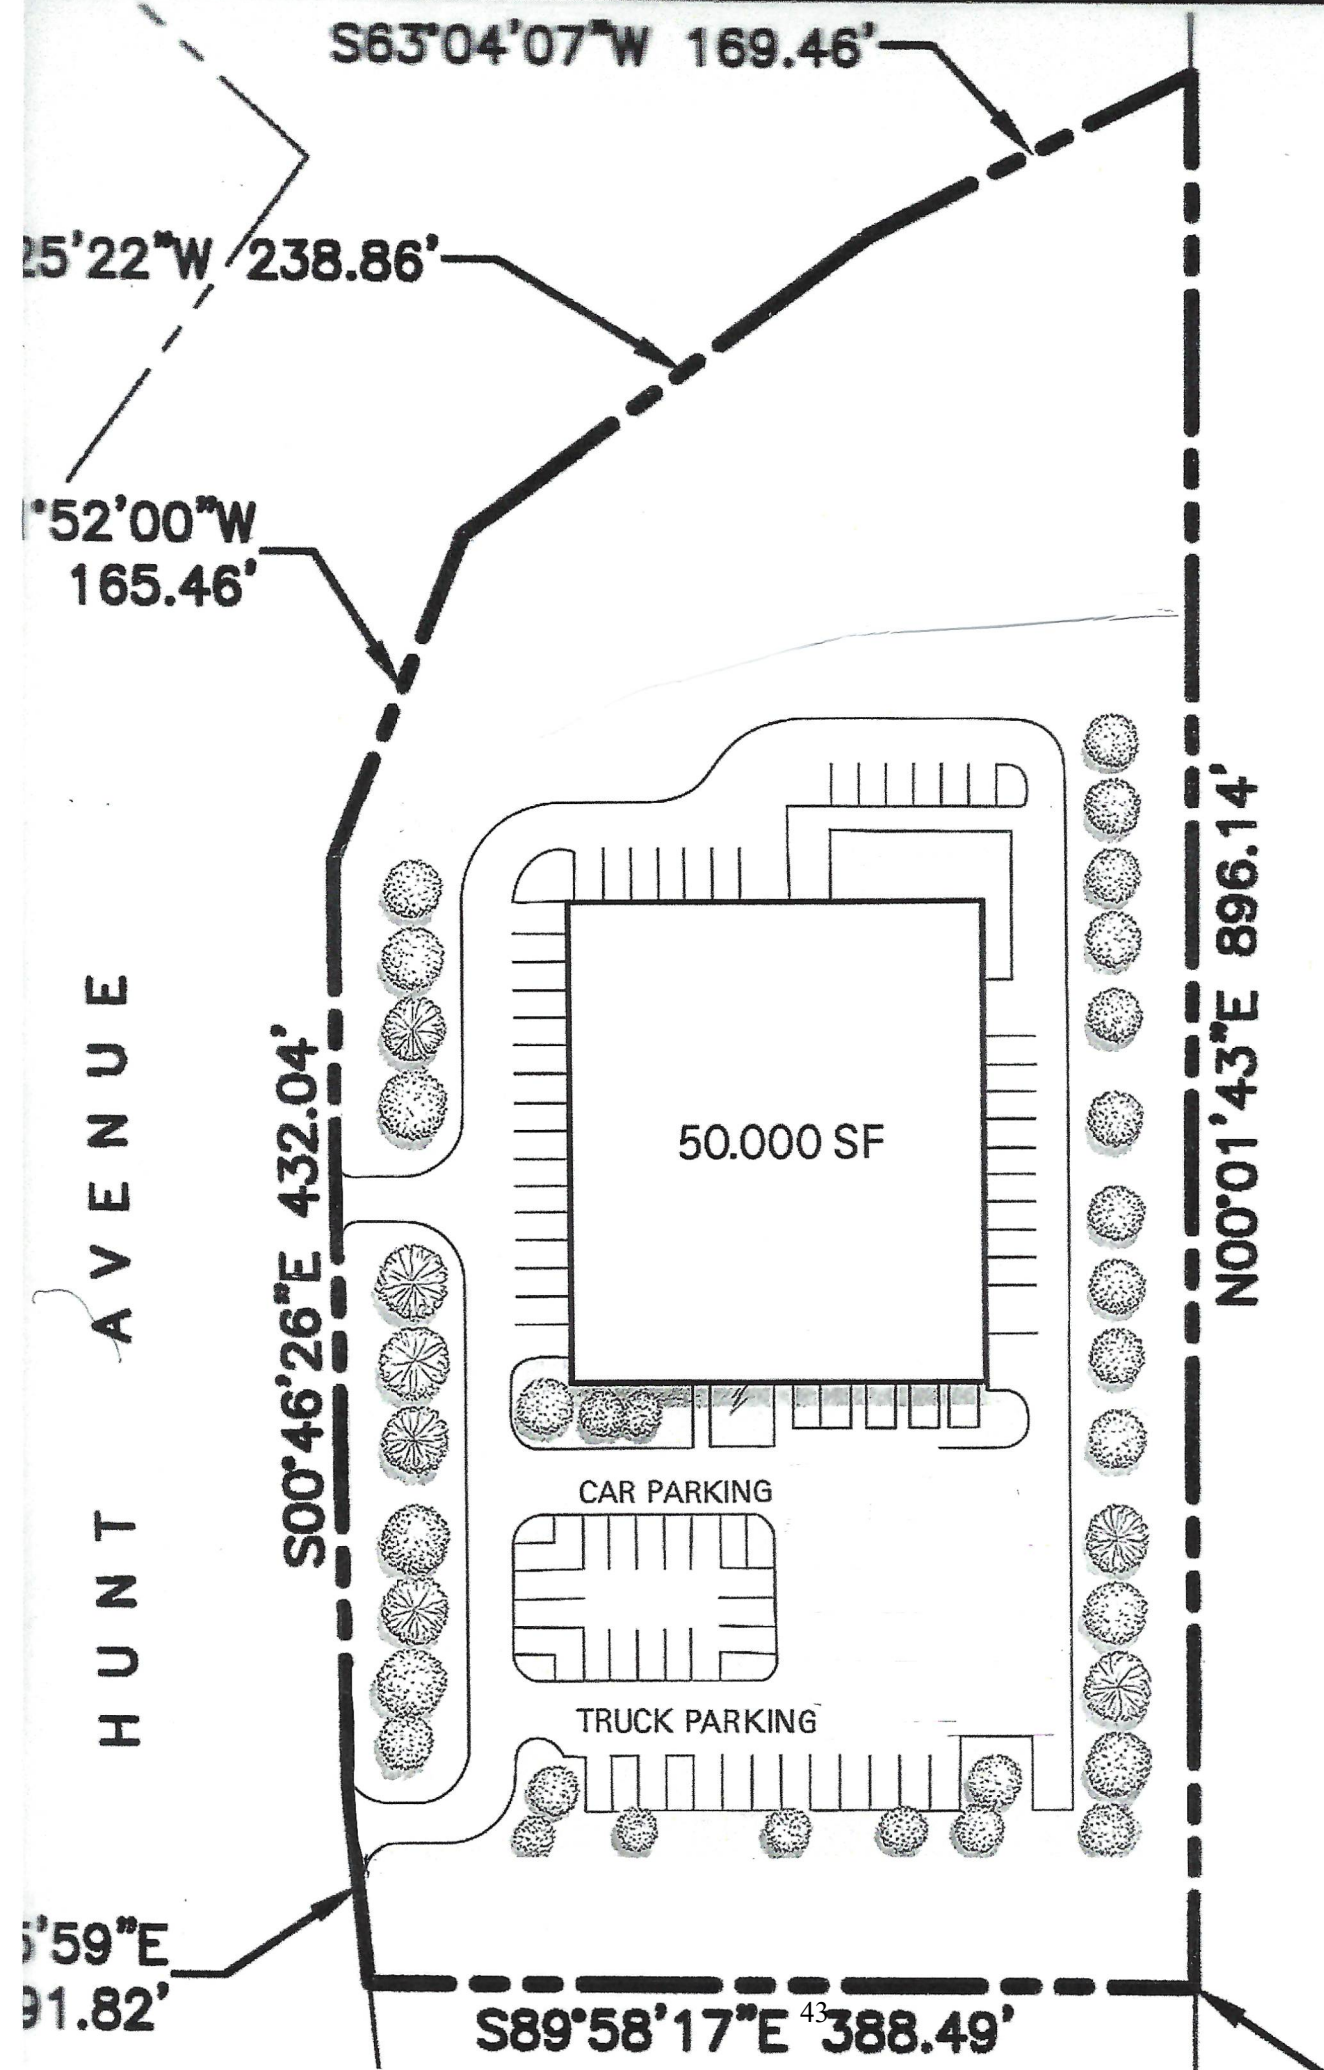 S63°04'07"W 169.46'
25'22"W 238.86'
°52'00"W
165.46'
HUNT AVENUE
S00°46'26"E 432.04'
N00°01'43"E 896.14'
50.000 SF
CAR PARKING
TRUCK PARKING
'59"E
91.82'
S89°58'17"E 388.49'
43